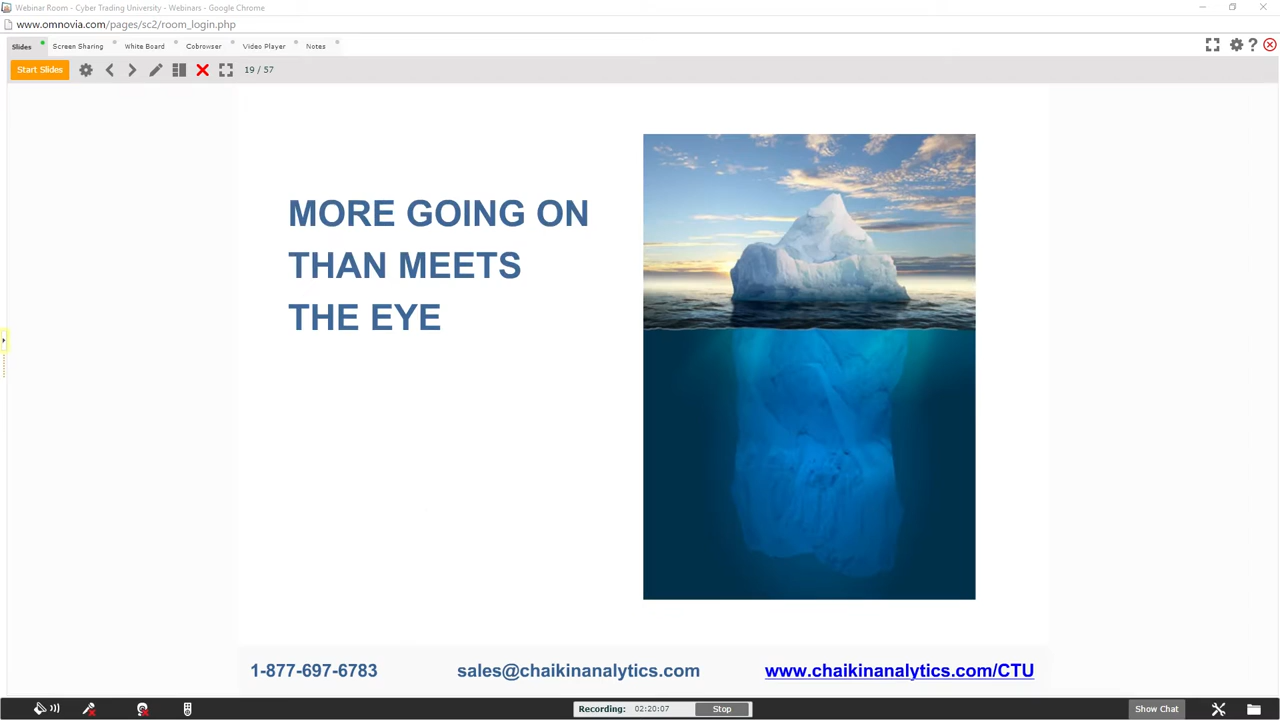 Webinar Room - Cyber Trading University - Webinars - Google Chrome
www.omnovia.com/pages/sc2/room_login.php
Slides Screen Sharing White Board Cobrowser Video Player Notes
Start Slides 19 / 57
MORE GOING ON
THAN MEETS
THE EYE
1-877-697-6783 sales@chaikinanalytics.com www.chaikinanalytics.com/CTU
Recording: 02:20:07 Stop Show Chat